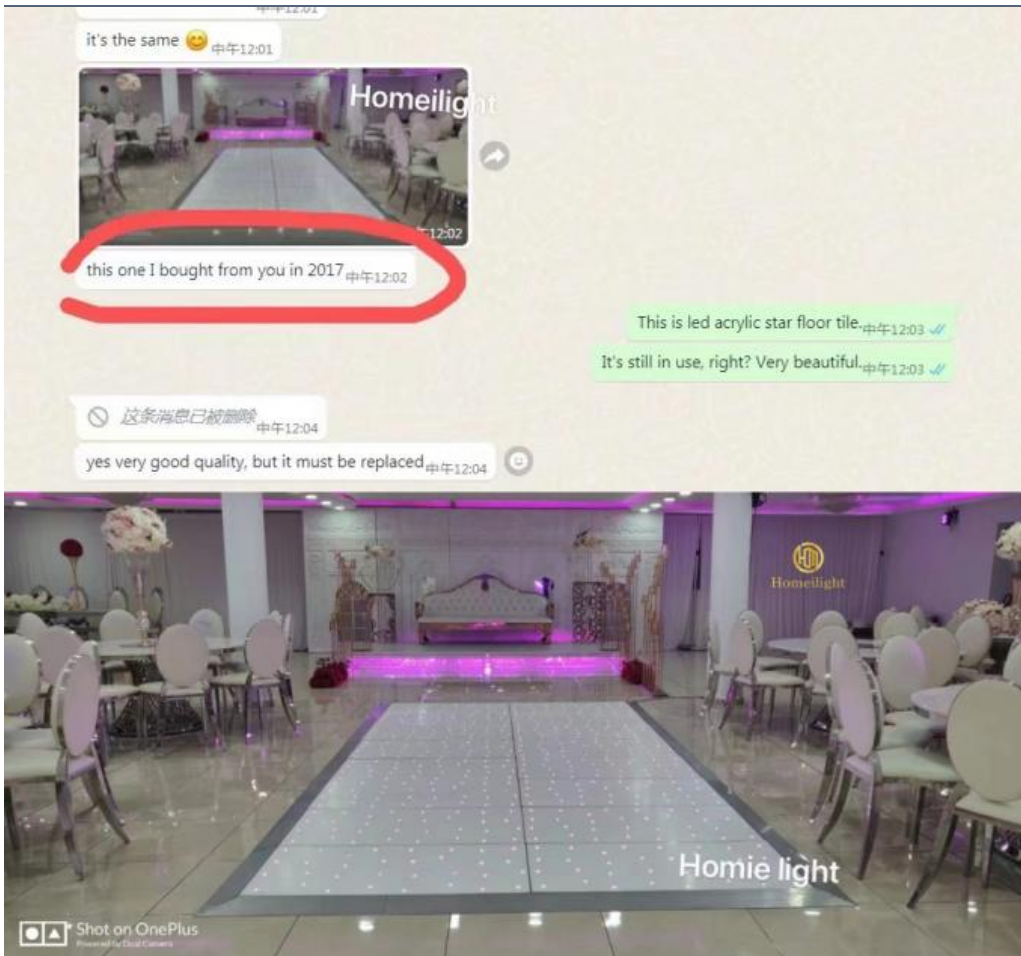 it's the same 😊 中午12:01
Homeilight
12:02
this one I bought from you in 2017 中午12:02
This is led acrylic star floor tile. 中午12:03
It's still in use, right? Very beautiful. 中午12:03
这条消息已被删除 中午12:04
yes very good quality, but it must be replaced 中午12:04
Homeilight
Homie light
Shot on OnePlus
Powered by Dual Camera